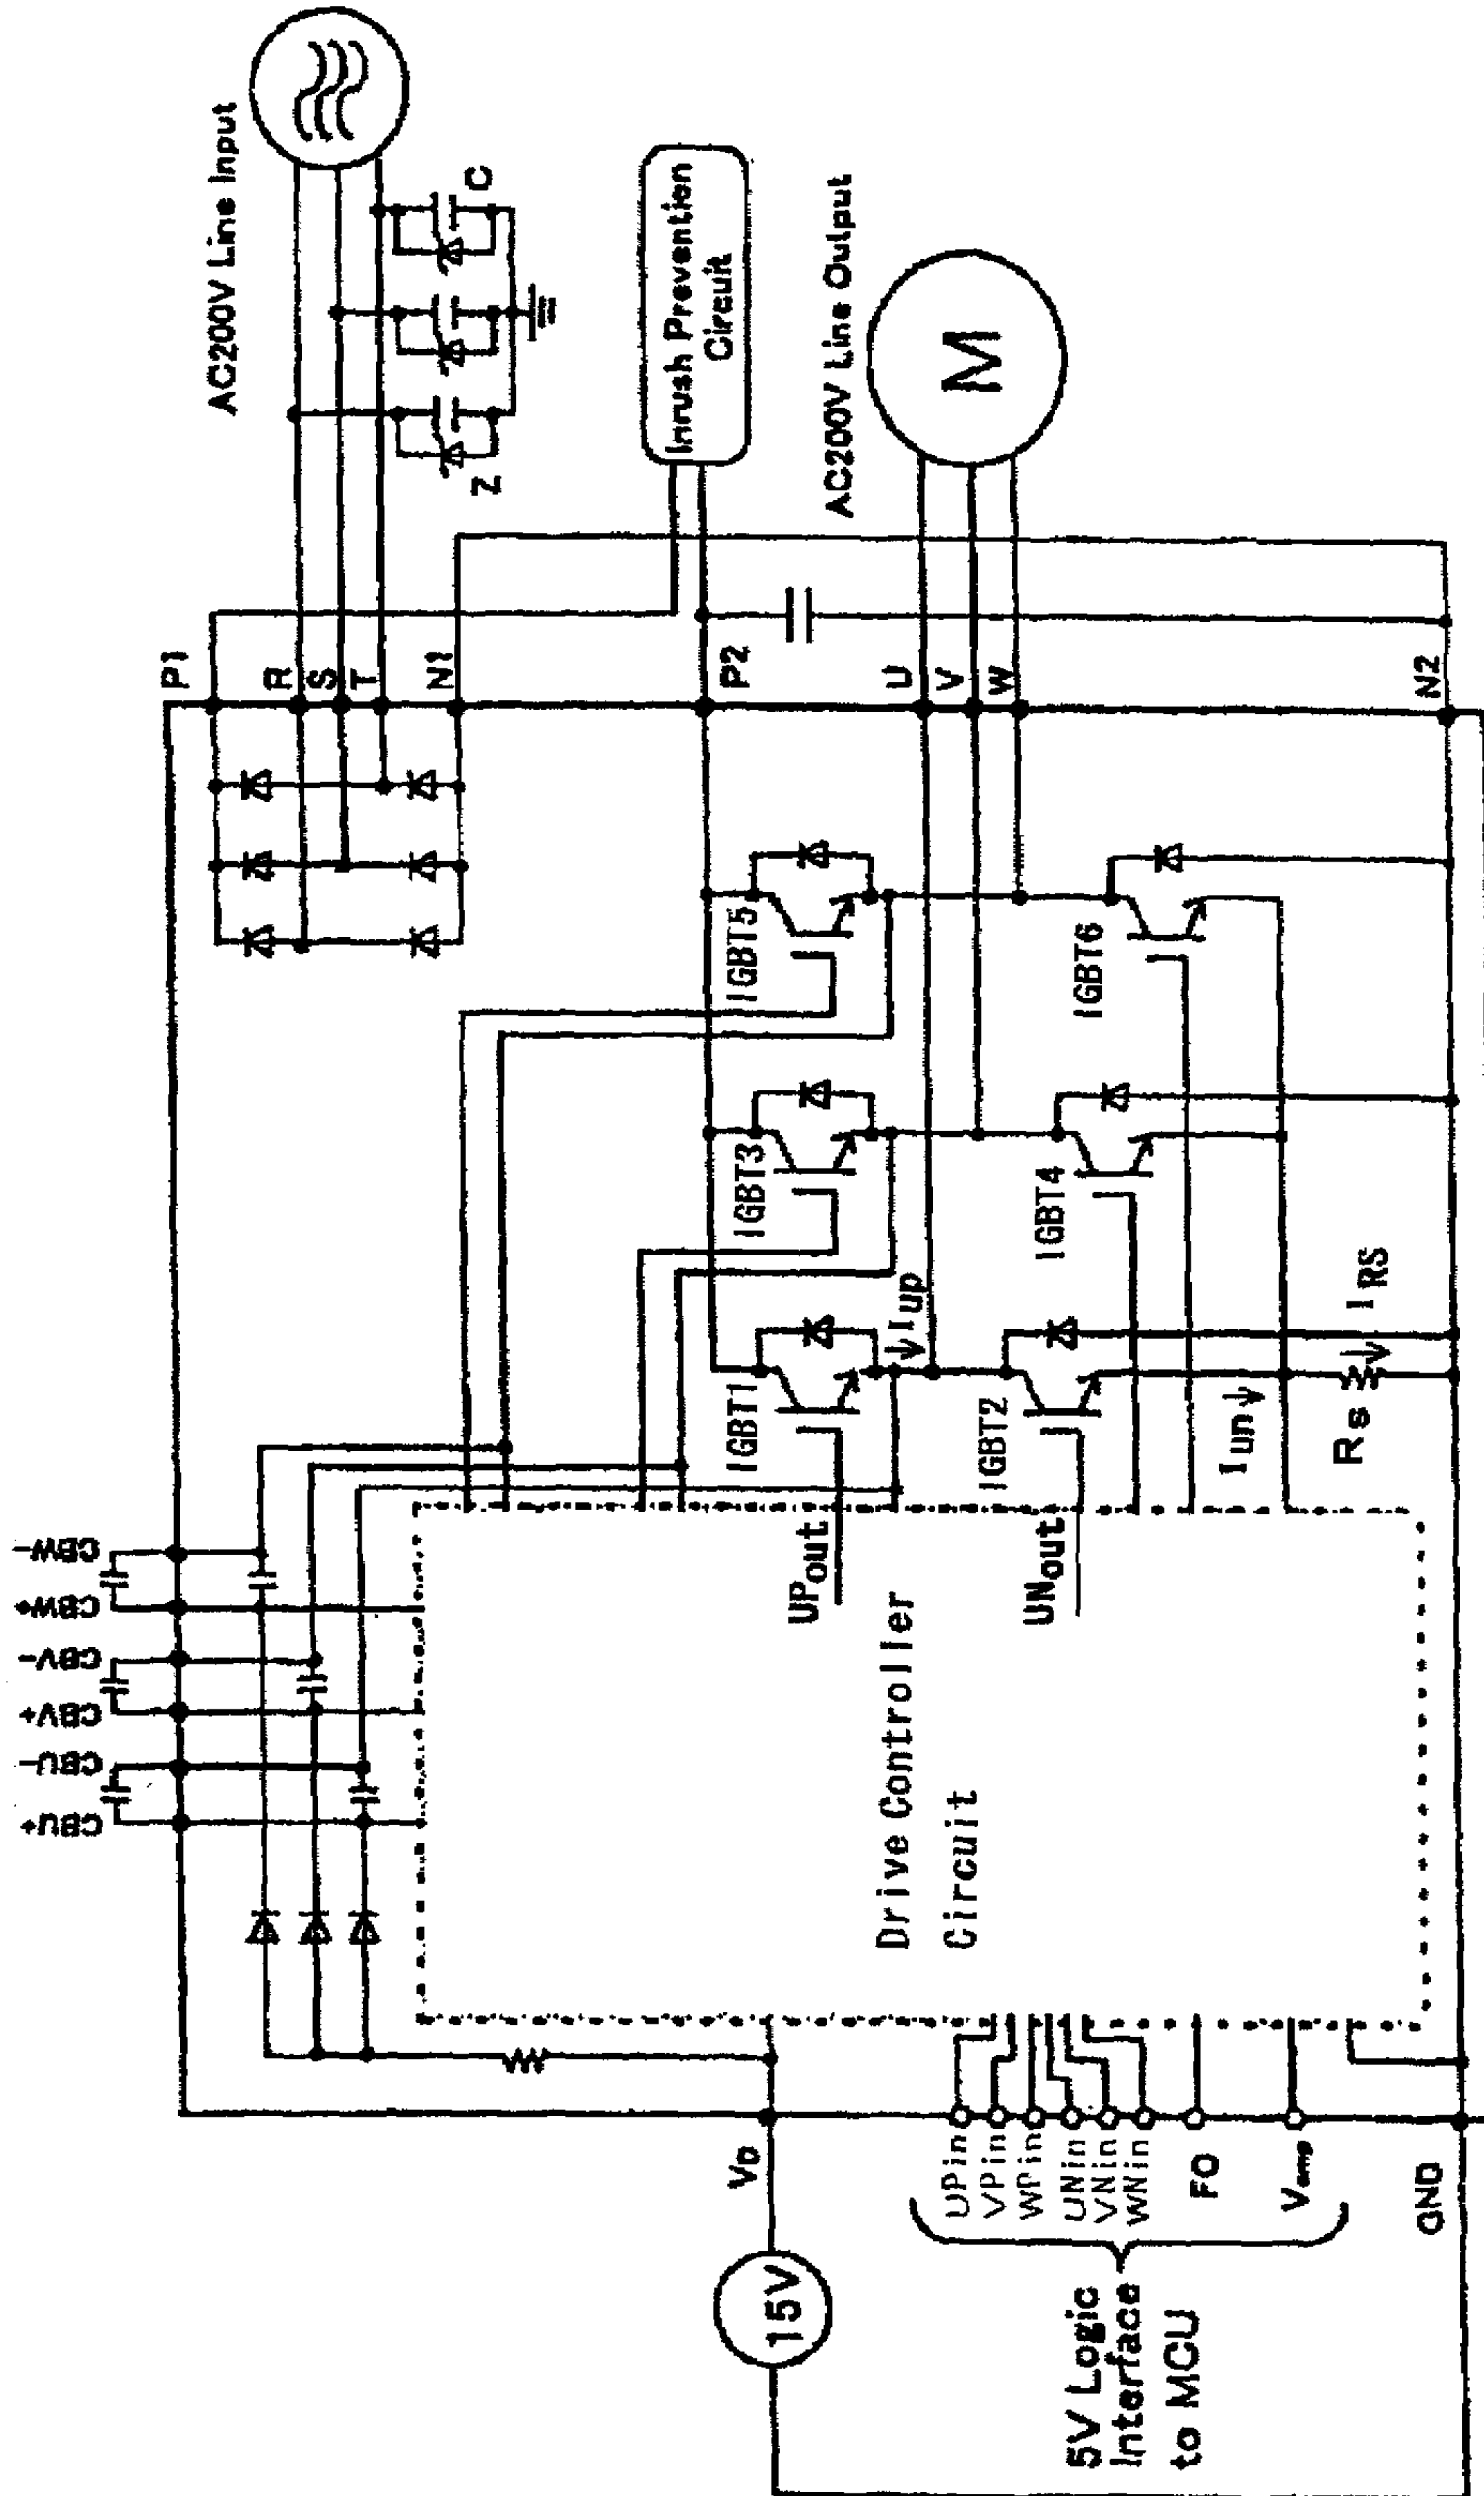 CBU+
CBU-
CBV+
CBV-
CBW+
CBW-
P1
R
S
T
N1
AC200V Line Input
Z
C
Inrush Prevention
Circuit
P2
AC200V Line Output
U
V
W
M
N2
IGBT1
IGBT3
IGBT5
IGBT2
IGBT4
IGBT6
IUP
Iun
Rs
IRS
UPout
UNout
Drive Controller
Circuit
15V
VD
UPin
VPin
WPin
UNin
VNin
WNin
FO
GND
5V Logic
Interface
to MCU